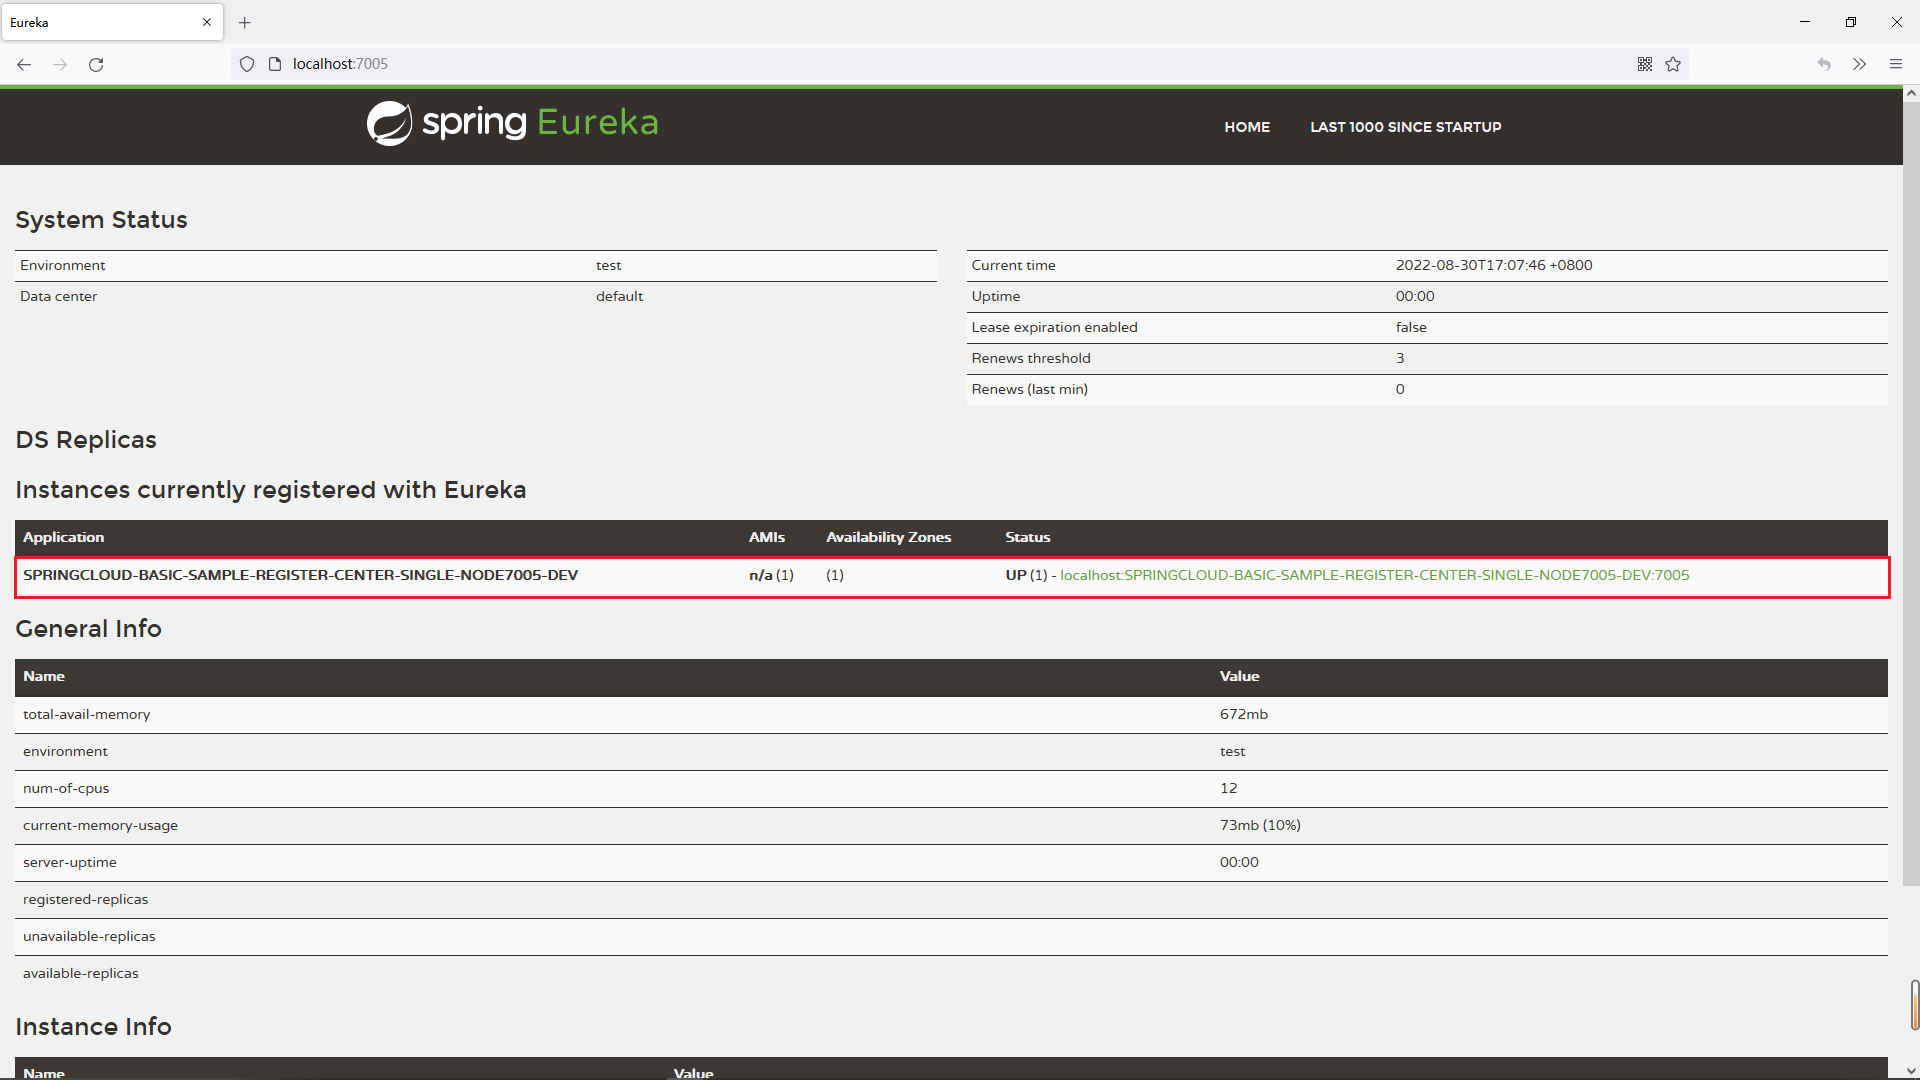 Eureka
localhost:7005
spring Eureka
HOME LAST 1000 SINCE STARTUP
System Status
Environment test
Data center default
Current time 2022-08-30T17:07:46 +0800
Uptime 00:00
Lease expiration enabled false
Renews threshold 3
Renews (last min) 0
DS Replicas
Instances currently registered with Eureka
Application AMIs Availability Zones Status
SPRINGCLOUD-BASIC-SAMPLE-REGISTER-CENTER-SINGLE-NODE7005-DEV n/a (1) (1) UP (1) - localhost:SPRINGCLOUD-BASIC-SAMPLE-REGISTER-CENTER-SINGLE-NODE7005-DEV:7005
General Info
Name Value
total-avail-memory 672mb
environment test
num-of-cpus 12
current-memory-usage 73mb (10%)
server-uptime 00:00
registered-replicas
unavailable-replicas
available-replicas
Instance Info
Name Value